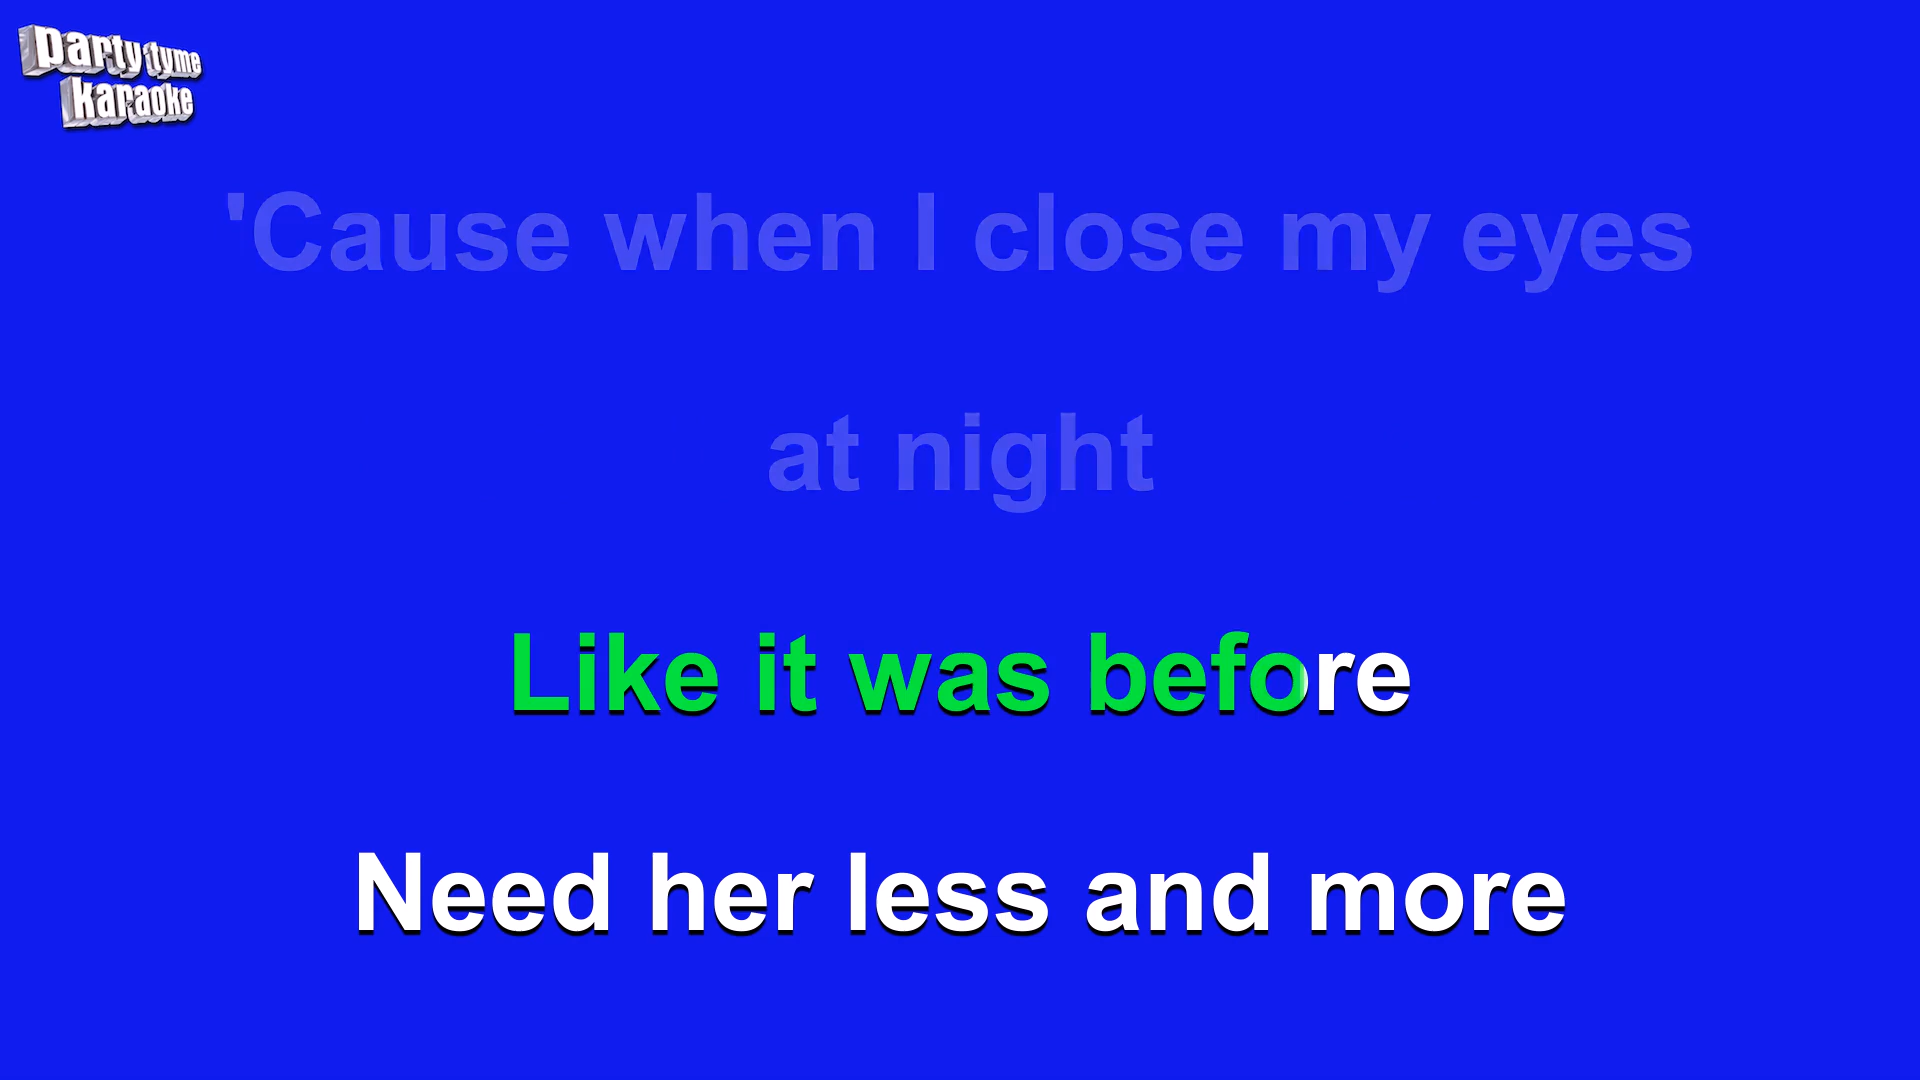 party tyme
karaoke
'Cause when I close my eyes
at night
Like it was before
Need her less and more